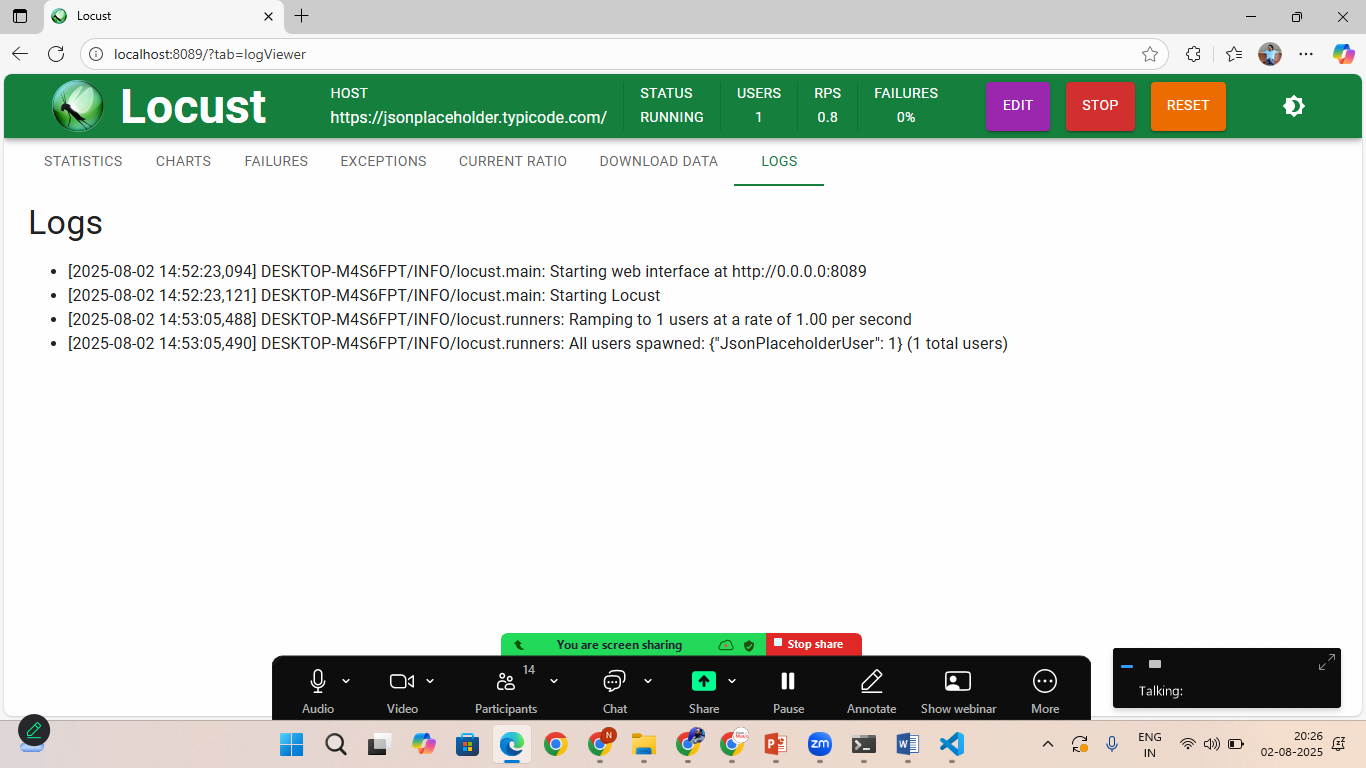 Locust
localhost:8089/?tab=logViewer
Locust
HOST
https://jsonplaceholder.typicode.com/
STATUS
RUNNING
USERS
1
RPS
0.8
FAILURES
0%
EDIT
STOP
RESET
STATISTICS
CHARTS
FAILURES
EXCEPTIONS
CURRENT RATIO
DOWNLOAD DATA
LOGS
Logs
[2025-08-02 14:52:23,094] DESKTOP-M4S6FPT/INFO/locust.main: Starting web interface at http://0.0.0.0:8089
[2025-08-02 14:52:23,121] DESKTOP-M4S6FPT/INFO/locust.main: Starting Locust
[2025-08-02 14:53:05,488] DESKTOP-M4S6FPT/INFO/locust.runners: Ramping to 1 users at a rate of 1.00 per second
[2025-08-02 14:53:05,490] DESKTOP-M4S6FPT/INFO/locust.runners: All users spawned: {"JsonPlaceholderUser": 1} (1 total users)
You are screen sharing
Stop share
Audio
Video
14
Participants
Chat
Share
Pause
Annotate
Show webinar
More
Talking:
N
zm
ENG
IN
20:26
02-08-2025